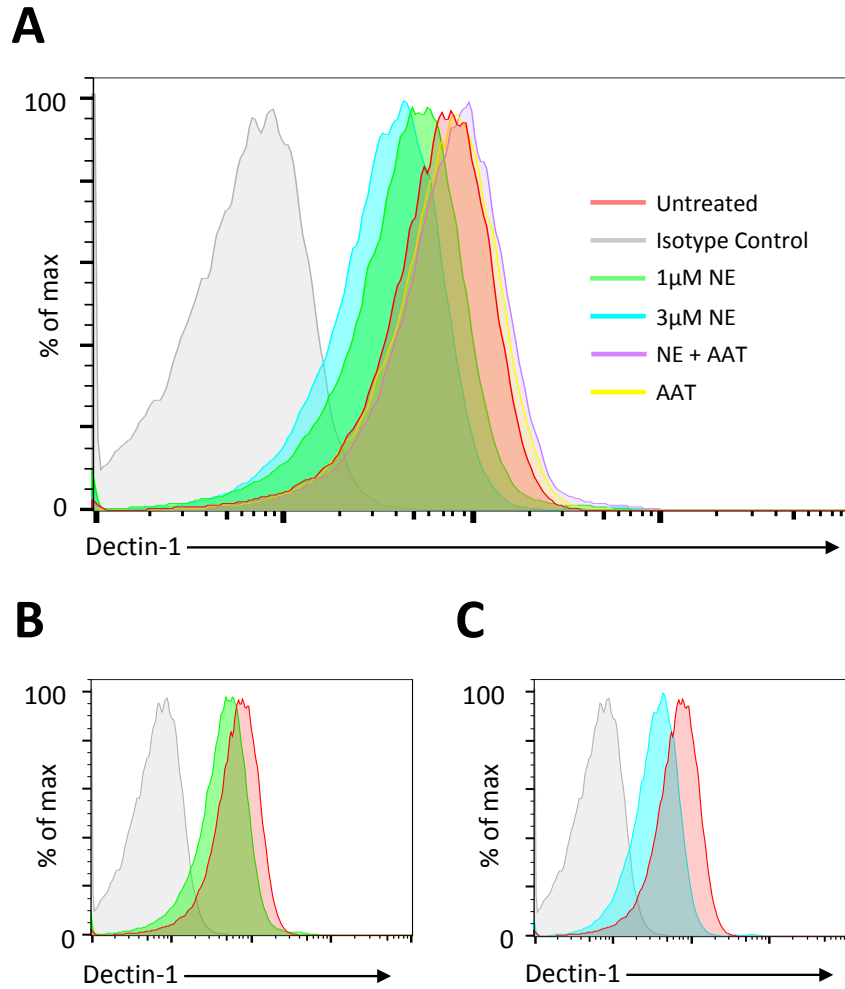 A
100
% of max
0
Untreated
Isotype Control
1µM NE
3µM NE
NE + AAT
AAT
Dectin-1
B
100
% of max
0
Dectin-1
C
100
% of max
0
Dectin-1